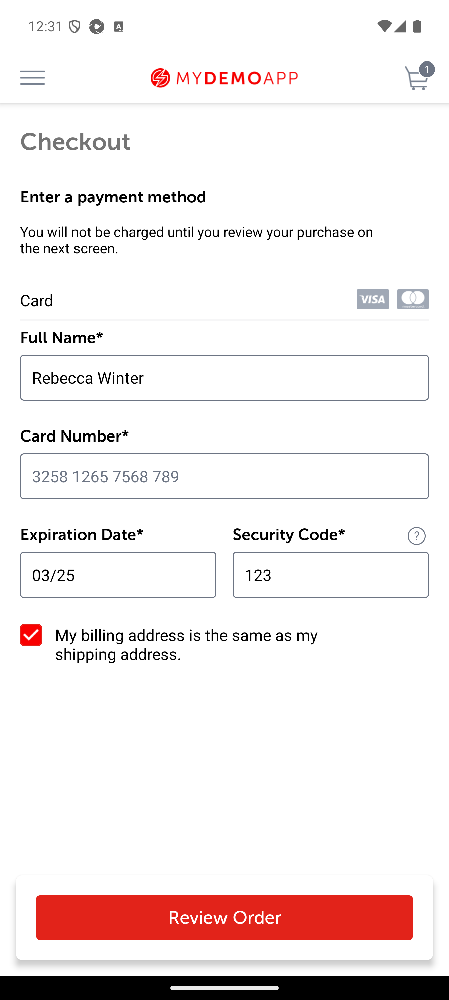 12:31
MYDEMOAPP
1
Checkout
Enter a payment method
You will not be charged until you review your purchase on
the next screen.
Card
VISA
mastercard
Full Name*
Rebecca Winter
Card Number*
3258 1265 7568 789
Expiration Date*
Security Code*
?
03/25
123
My billing address is the same as my
shipping address.
Review Order